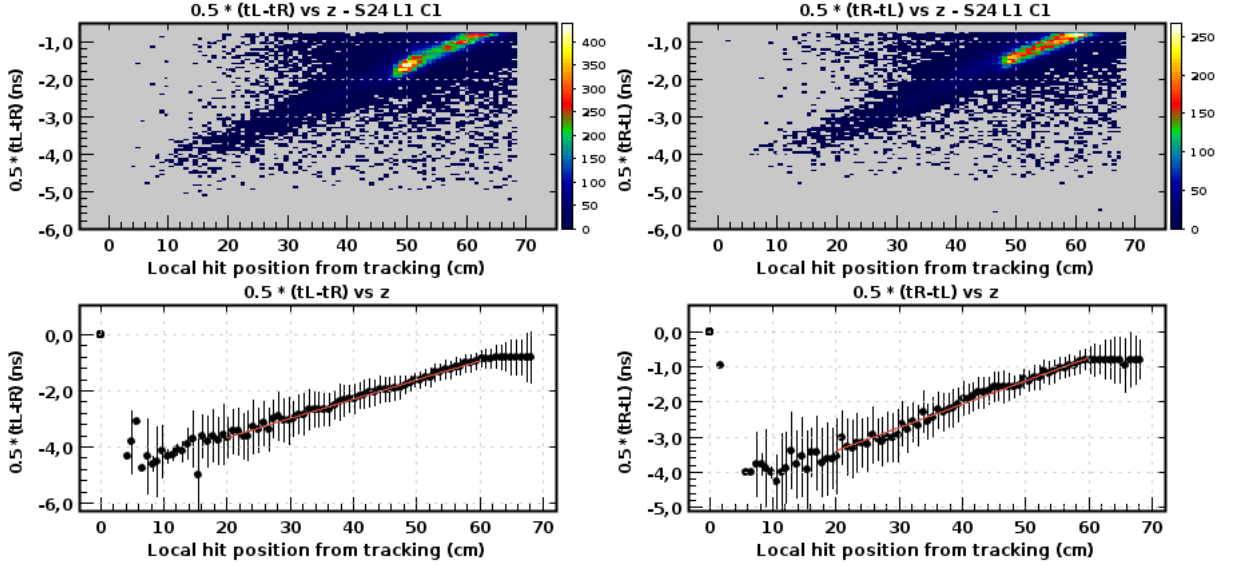 0.5 * (tL-tR) vs z - S24 L1 C1
0.5 * (tL-tR) (ns)
-1,0
-2,0
-3,0
-4,0
-5,0
-6,0
0 10 20 30 40 50 60 70
Local hit position from tracking (cm)
400
350
300
250
200
150
100
50
0
0.5 * (tR-tL) vs z - S24 L1 C1
0.5 * (tR-tL) (ns)
-1,0
-2,0
-3,0
-4,0
-5,0
-6,0
0 10 20 30 40 50 60 70
Local hit position from tracking (cm)
250
200
150
100
50
0
0.5 * (tL-tR) vs z
0.5 * (tL-tR) (ns)
0,0
-2,0
-4,0
-6,0
0 10 20 30 40 50 60 70
Local hit position from tracking (cm)
0.5 * (tR-tL) vs z
0.5 * (tR-tL) (ns)
0,0
-1,0
-2,0
-3,0
-4,0
-5,0
0 10 20 30 40 50 60 70
Local hit position from tracking (cm)